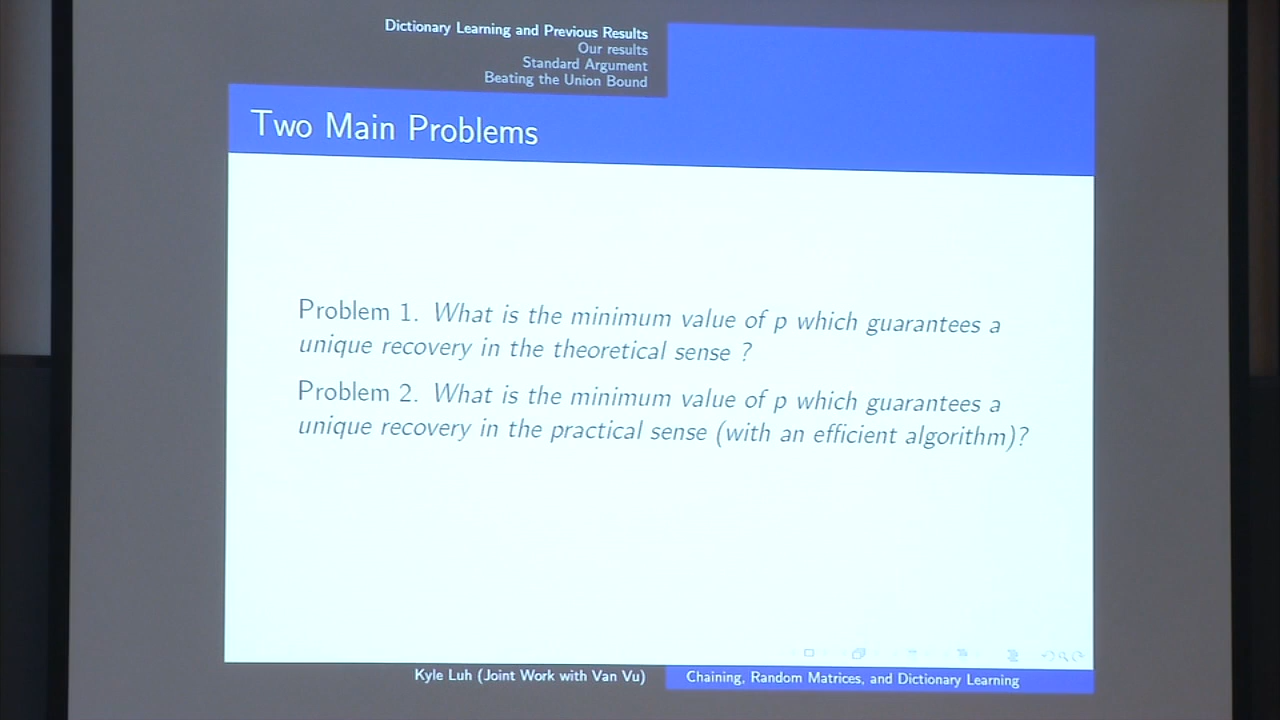 Dictionary Learning and Previous Results
Our results
Standard Argument
Beating the Union Bound
Two Main Problems
Problem 1. What is the minimum value of p which guarantees a
unique recovery in the theoretical sense ?
Problem 2. What is the minimum value of p which guarantees a
unique recovery in the practical sense (with an efficient algorithm)?
Kyle Luh (Joint Work with Van Vu)
Chaining, Random Matrices, and Dictionary Learning